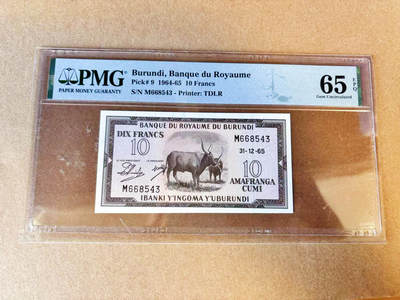 PMG
PAPER MONEY GUARANTY
Burundi, Banque du Royaume
Pick# 9 1964-65 10 Francs
S/N M668543 - Printer: TDLR
65 EPQ
Gem Uncirculated
BANQUE DU ROYAUME DU BURUNDI
DIX FRANCS
M668543
10
31-12-65
10
M668543
AMAFRANGA
CUMI
IBANKI Y'INGOMA Y'UBURUNDI